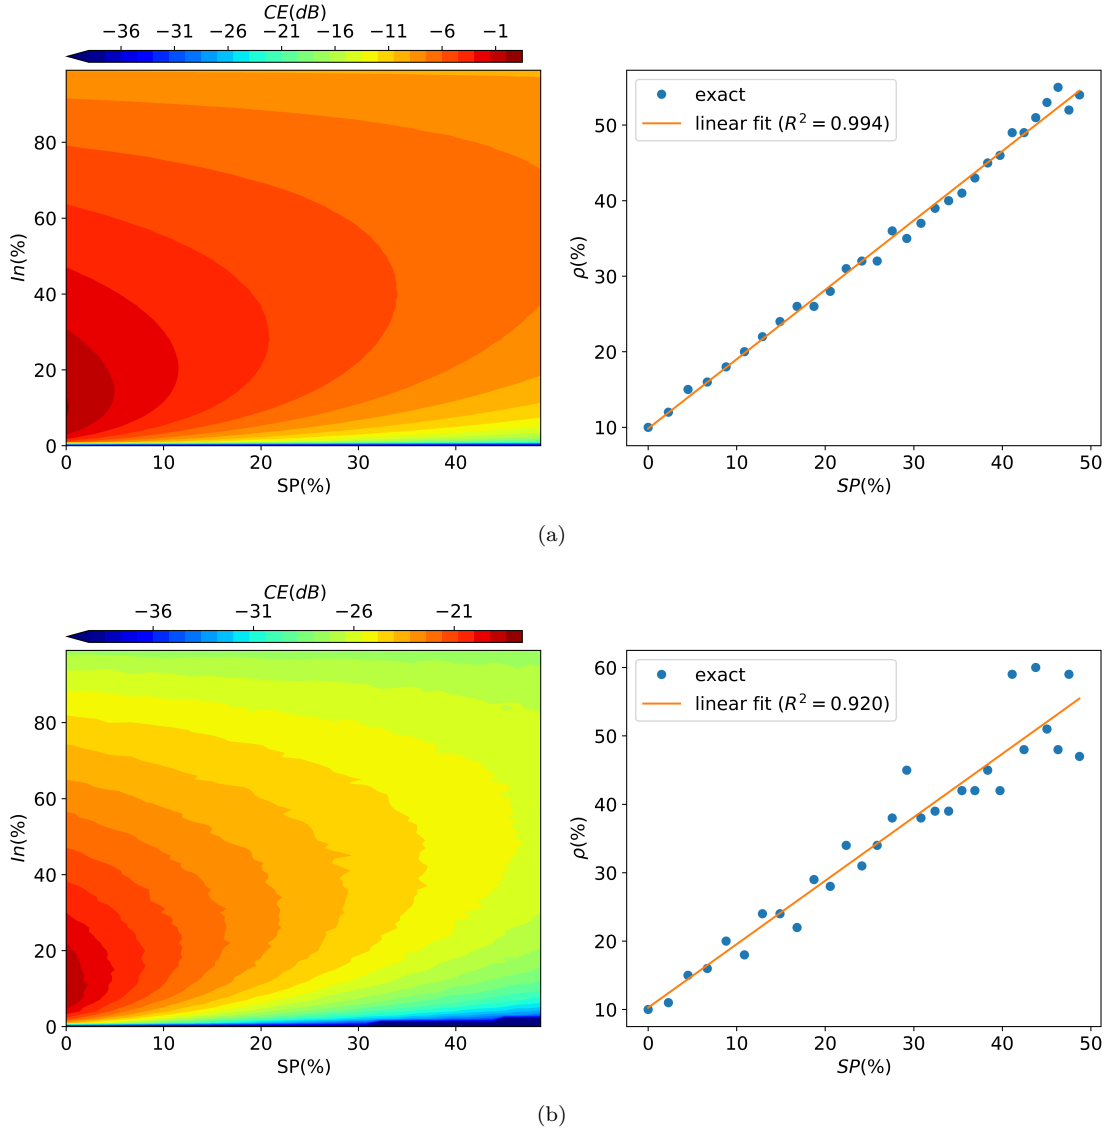 CE(dB)
−36 −31 −26 −21 −16 −11 −6 −1
80
60
40
20
0
In(%)
0 10 20 30 40
SP(%)
exact
linear fit (R² = 0.994)
50
40
30
20
10
ρ(%)
0 10 20 30 40 50
SP(%)
(a)
CE(dB)
−36 −31 −26 −21
80
60
40
20
0
In(%)
0 10 20 30 40
SP(%)
exact
linear fit (R² = 0.920)
60
50
40
30
20
10
ρ(%)
0 10 20 30 40 50
SP(%)
(b)